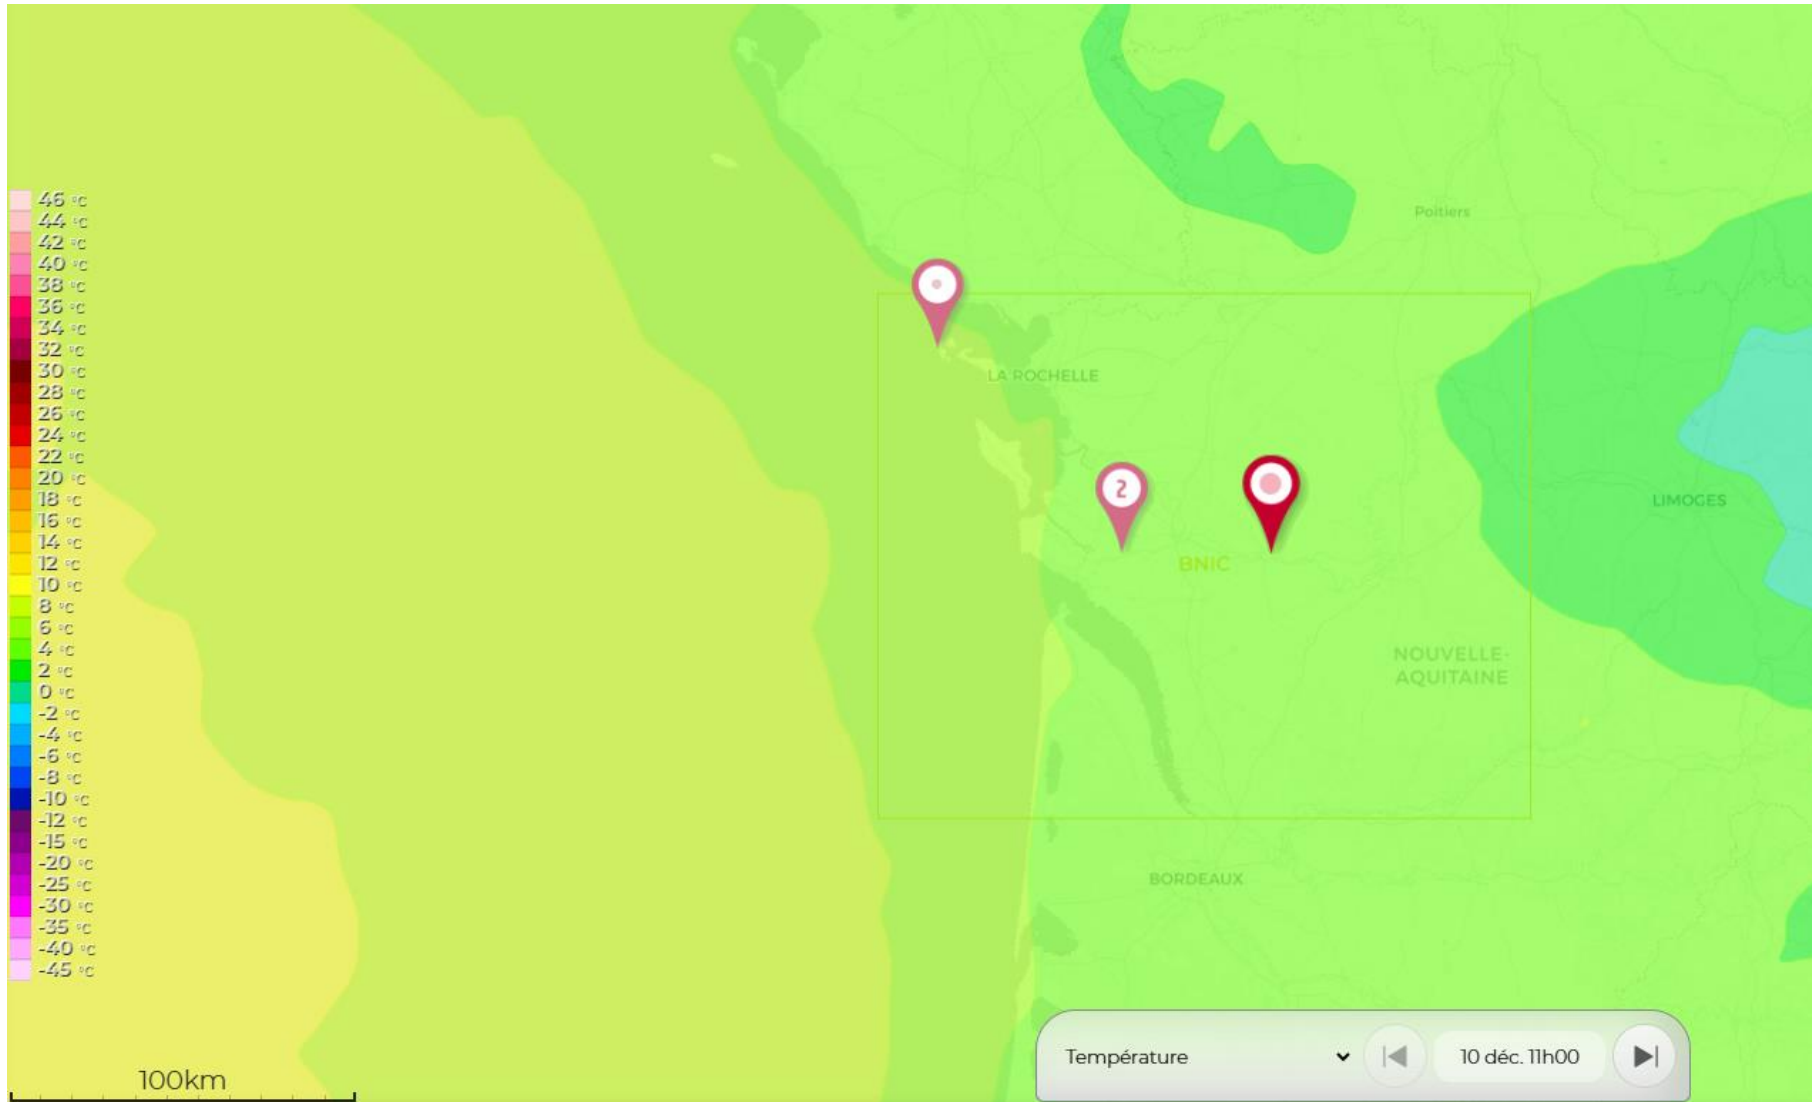 Poitiers
46 °C
44 °C
42 °C
40 °C
38 °C
36 °C
34 °C
32 °C
30 °C
28 °C
26 °C
24 °C
22 °C
20 °C
18 °C
16 °C
14 °C
12 °C
10 °C
8 °C
6 °C
4 °C
2 °C
0 °C
-2 °C
-4 °C
-6 °C
-8 °C
-10 °C
-12 °C
-15 °C
-20 °C
-25 °C
-30 °C
-35 °C
-40 °C
-45 °C
LA ROCHELLE
2
LIMOGES
BNIC
NOUVELLE-
AQUITAINE
BORDEAUX
100km
Température
10 déc. 11h00